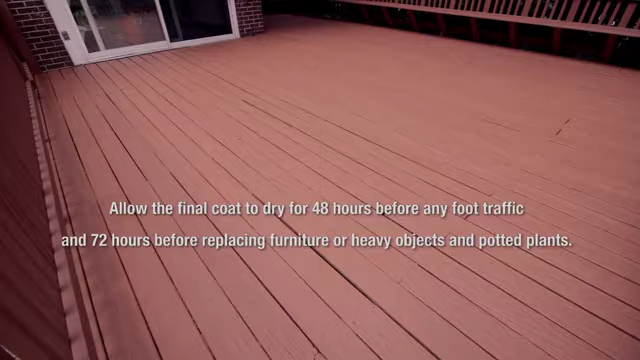 Allow the final coat to dry for 48 hours before any foot traffic
and 72 hours before replacing furniture or heavy objects and potted plants.